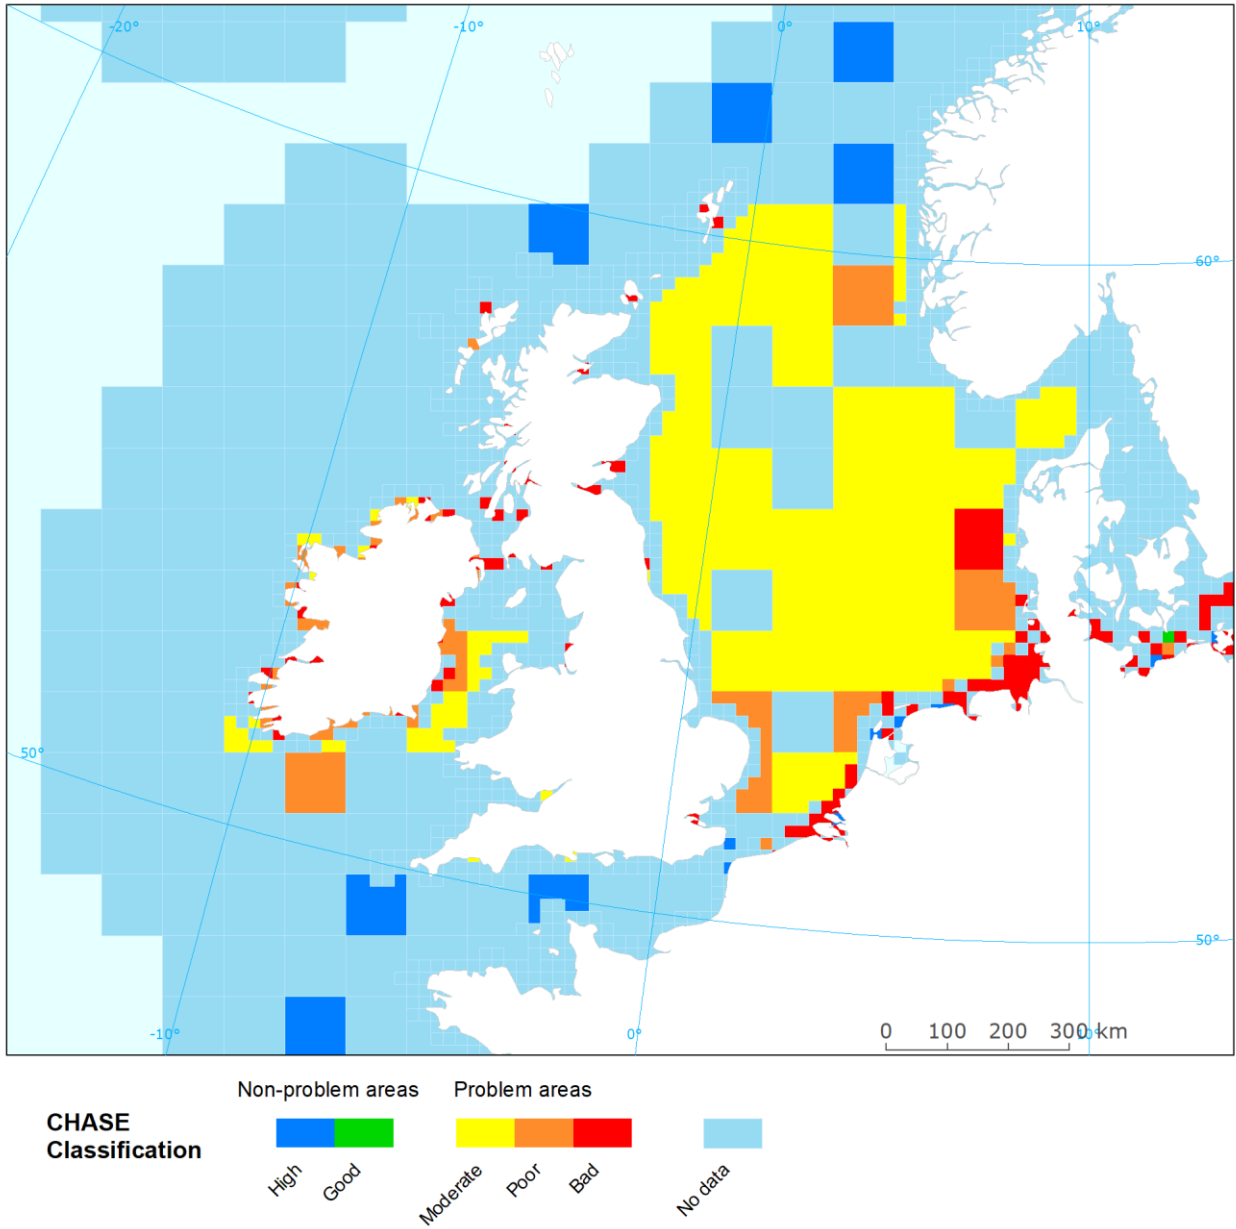 -20°
-10°
0°
10°
60°
50°
50°
-10°
0°
10°
0 100 200 300 km
Non-problem areas
Problem areas
CHASE
Classification
High
Good
Moderate
Poor
Bad
No data